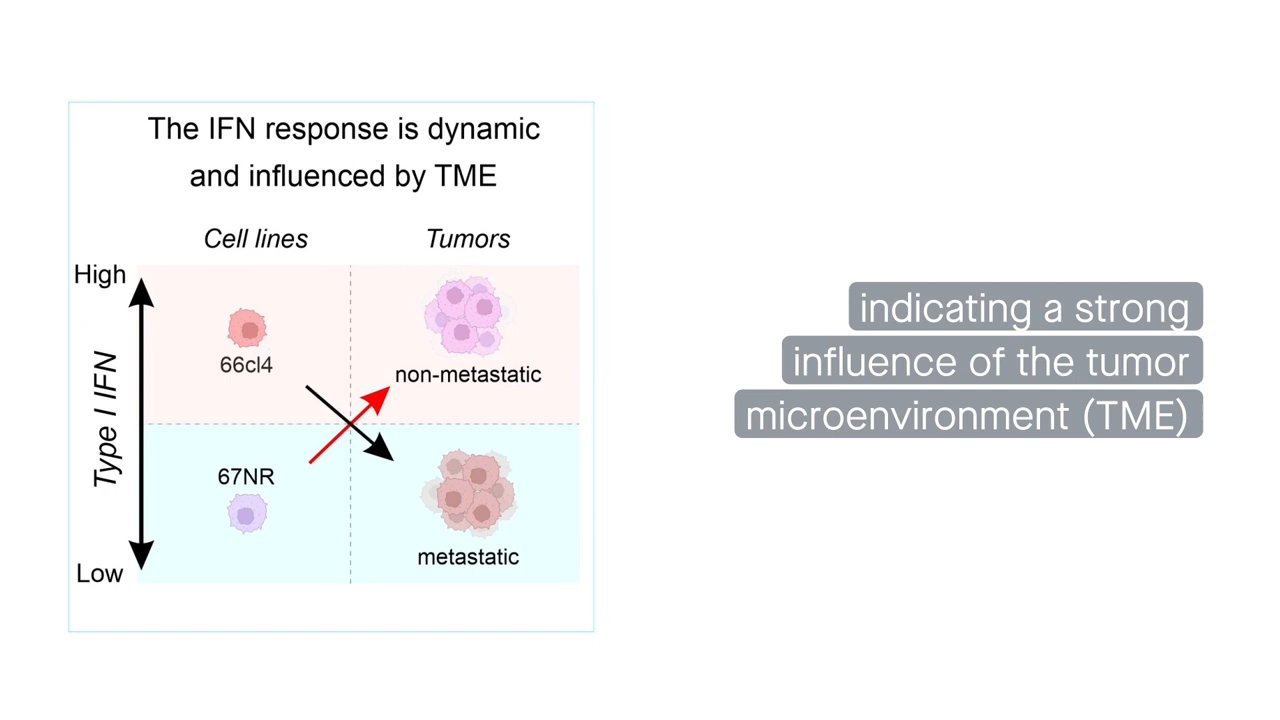 The IFN response is dynamic
and influenced by TME
Cell lines
Tumors
High
66cl4
non-metastatic
Type I IFN
67NR
metastatic
Low
indicating a strong
influence of the tumor
microenvironment (TME)